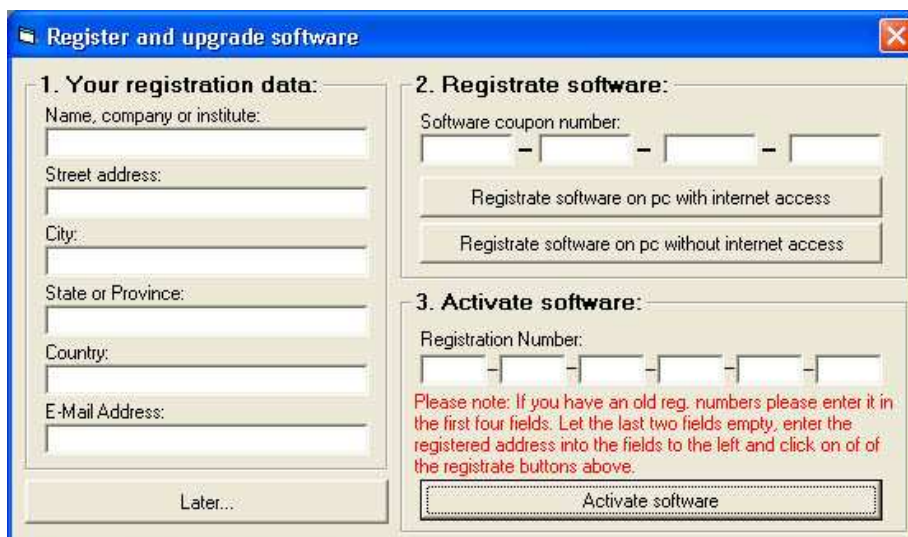 Register and upgrade software
1. Your registration data:
Name, company or institute:
Street address:
City:
State or Province:
Country:
E-Mail Address:
Later...
2. Registrate software:
Software coupon number:
– – –
Registrate software on pc with internet access
Registrate software on pc without internet access
3. Activate software:
Registration Number:
– – – – –
Please note: If you have an old reg. numbers please enter it in
the first four fields. Let the last two fields empty, enter the
registered address into the fields to the left and click on of of
the registrate buttons above.
Activate software